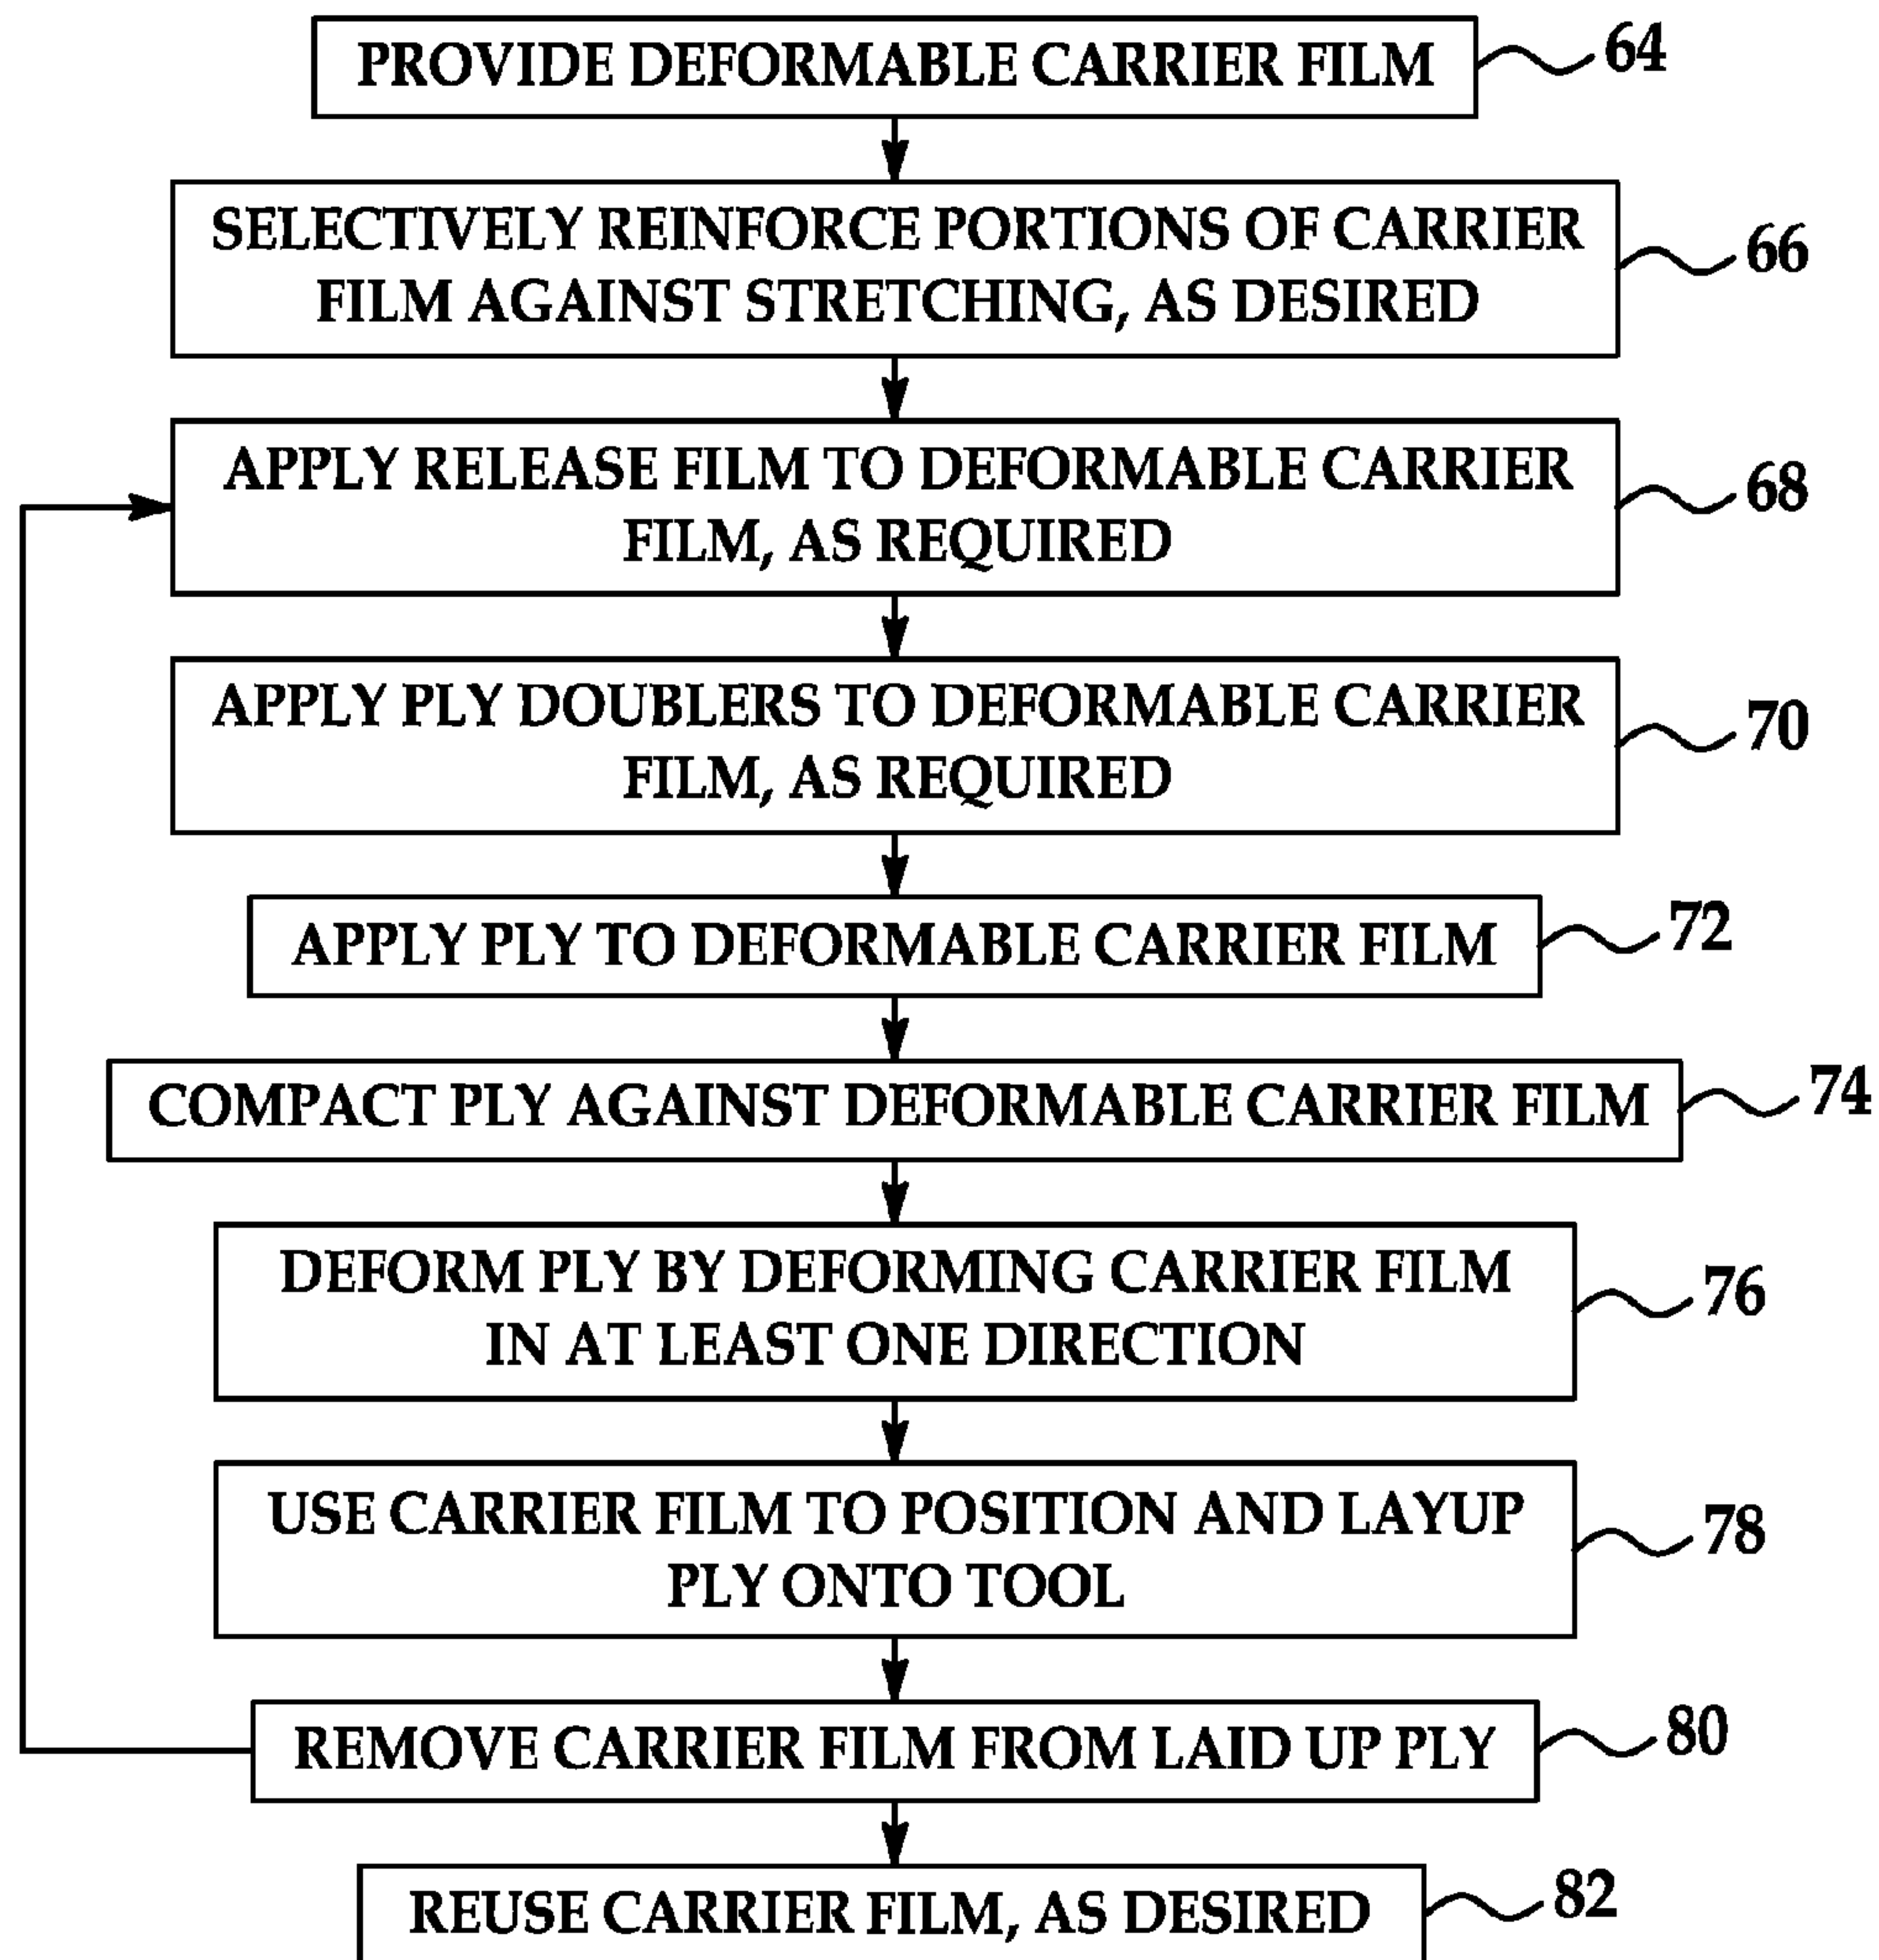 PROVIDE DEFORMABLE CARRIER FILM
64
SELECTIVELY REINFORCE PORTIONS OF CARRIER
FILM AGAINST STRETCHING, AS DESIRED
66
APPLY RELEASE FILM TO DEFORMABLE CARRIER
FILM, AS REQUIRED
68
APPLY PLY DOUBLERS TO DEFORMABLE CARRIER
FILM, AS REQUIRED
70
APPLY PLY TO DEFORMABLE CARRIER FILM
72
COMPACT PLY AGAINST DEFORMABLE CARRIER FILM
74
DEFORM PLY BY DEFORMING CARRIER FILM
IN AT LEAST ONE DIRECTION
76
USE CARRIER FILM TO POSITION AND LAYUP
PLY ONTO TOOL
78
REMOVE CARRIER FILM FROM LAID UP PLY
80
REUSE CARRIER FILM, AS DESIRED
82